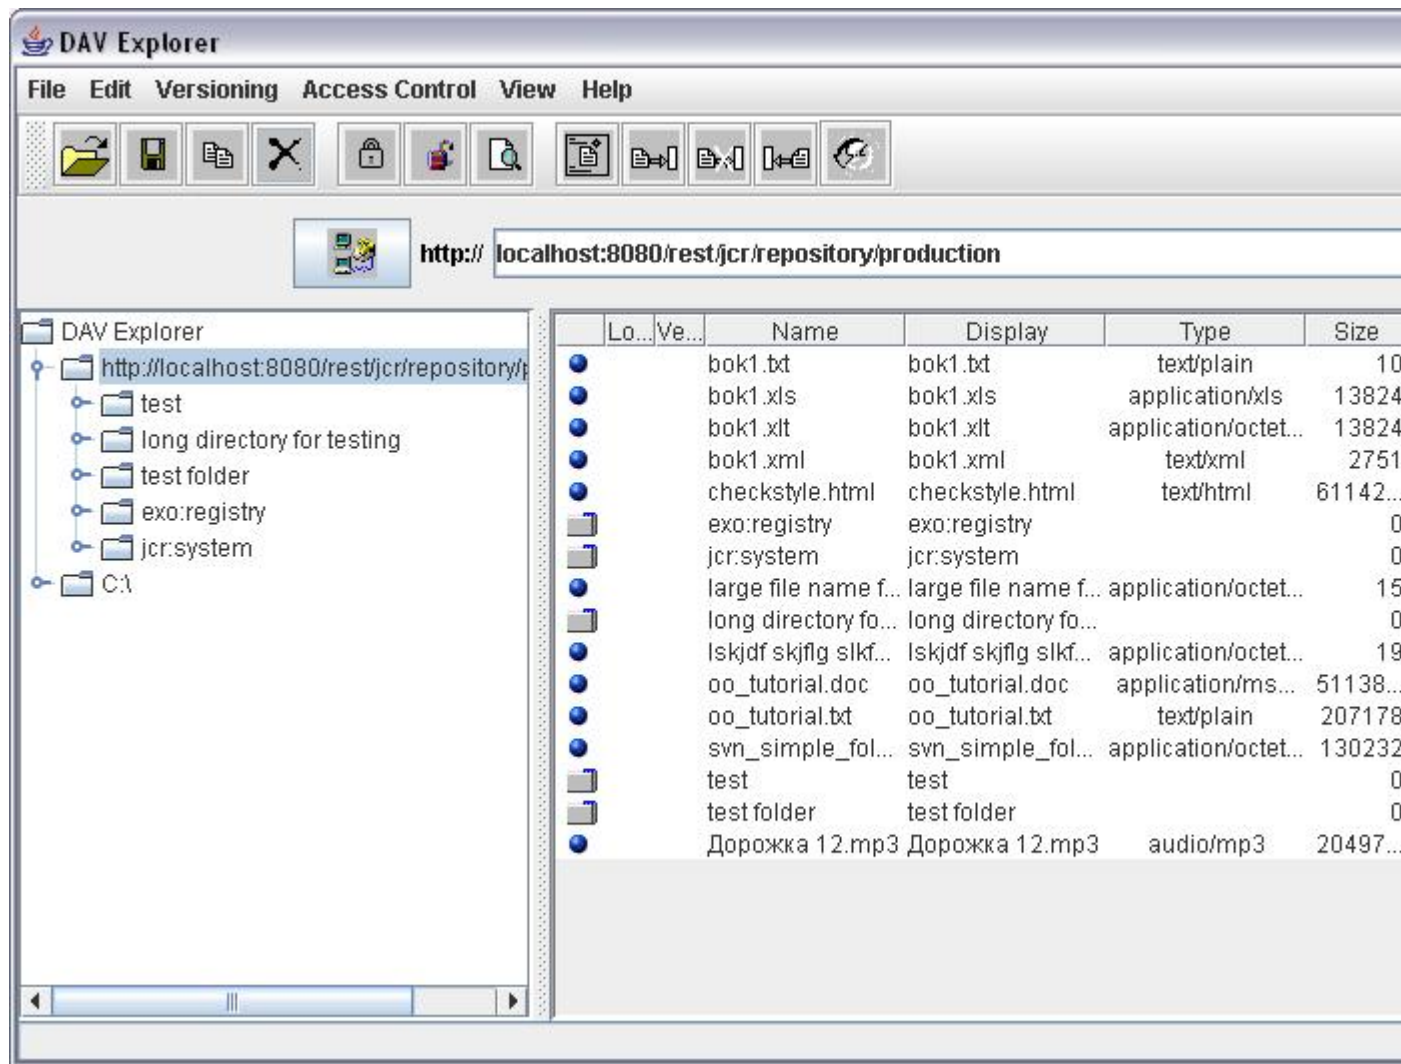 DAV Explorer
File Edit Versioning Access Control View Help
http:// localhost:8080/rest/jcr/repository/production
DAV Explorer
http://localhost:8080/rest/jcr/repository/
test
long directory for testing
test folder
exo:registry
jcr:system
C:\
Lo... Ve... Name Display Type Size
bok1.txt bok1.txt text/plain 10
bok1.xls bok1.xls application/xls 13824
bok1.xlt bok1.xlt application/octet... 13824
bok1.xml bok1.xml text/xml 2751
checkstyle.html checkstyle.html text/html 61142...
exo:registry exo:registry 0
jcr:system jcr:system 0
large file name f... large file name f... application/octet... 15
long directory fo... long directory fo... 0
lskjdf skjflg slkf... lskjdf skjflg slkf... application/octet... 19
oo_tutorial.doc oo_tutorial.doc application/ms... 51138...
oo_tutorial.txt oo_tutorial.txt text/plain 207178
svn_simple_fol... svn_simple_fol... application/octet... 130232
test test 0
test folder test folder 0
Дорожка 12.mp3 Дорожка 12.mp3 audio/mp3 20497...